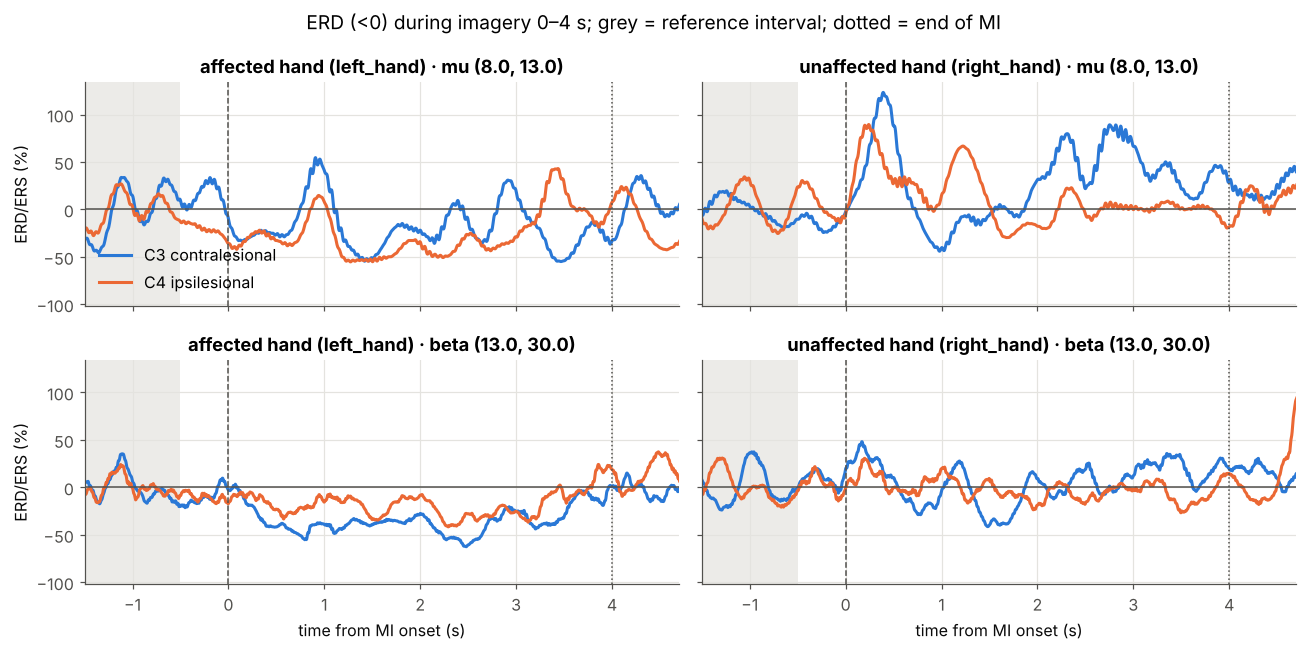 ERD (<0) during imagery 0–4 s; grey = reference interval; dotted = end of MI
affected hand (left_hand) · mu (8.0, 13.0)
unaffected hand (right_hand) · mu (8.0, 13.0)
ERD/ERS (%)
100
50
0
−50
−100
C3 contralesional
C4 ipsilesional
affected hand (left_hand) · beta (13.0, 30.0)
unaffected hand (right_hand) · beta (13.0, 30.0)
ERD/ERS (%)
100
50
0
−50
−100
−1 0 1 2 3 4
time from MI onset (s)
−1 0 1 2 3 4
time from MI onset (s)